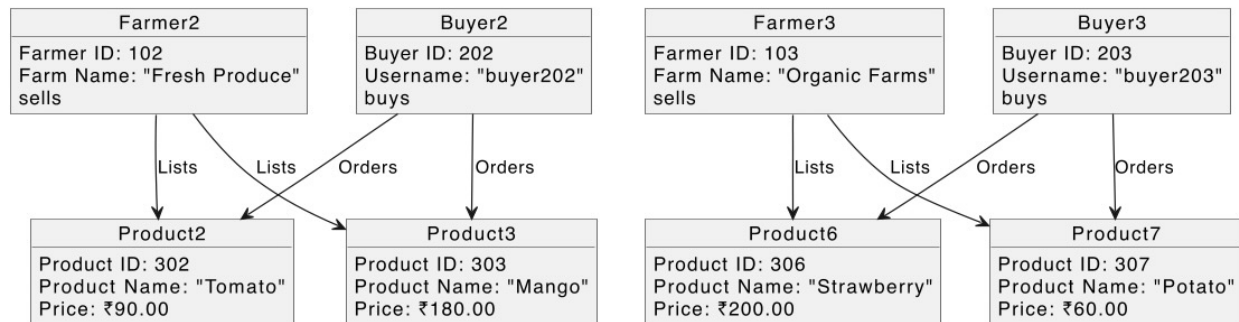 Farmer2
Farmer ID: 102
Farm Name: "Fresh Produce"
sells
Buyer2
Buyer ID: 202
Username: "buyer202"
buys
Farmer3
Farmer ID: 103
Farm Name: "Organic Farms"
sells
Buyer3
Buyer ID: 203
Username: "buyer203"
buys
Lists
Lists
Orders
Orders
Lists
Lists
Orders
Orders
Product2
Product ID: 302
Product Name: "Tomato"
Price: ₹90.00
Product3
Product ID: 303
Product Name: "Mango"
Price: ₹180.00
Product6
Product ID: 306
Product Name: "Strawberry"
Price: ₹200.00
Product7
Product ID: 307
Product Name: "Potato"
Price: ₹60.00